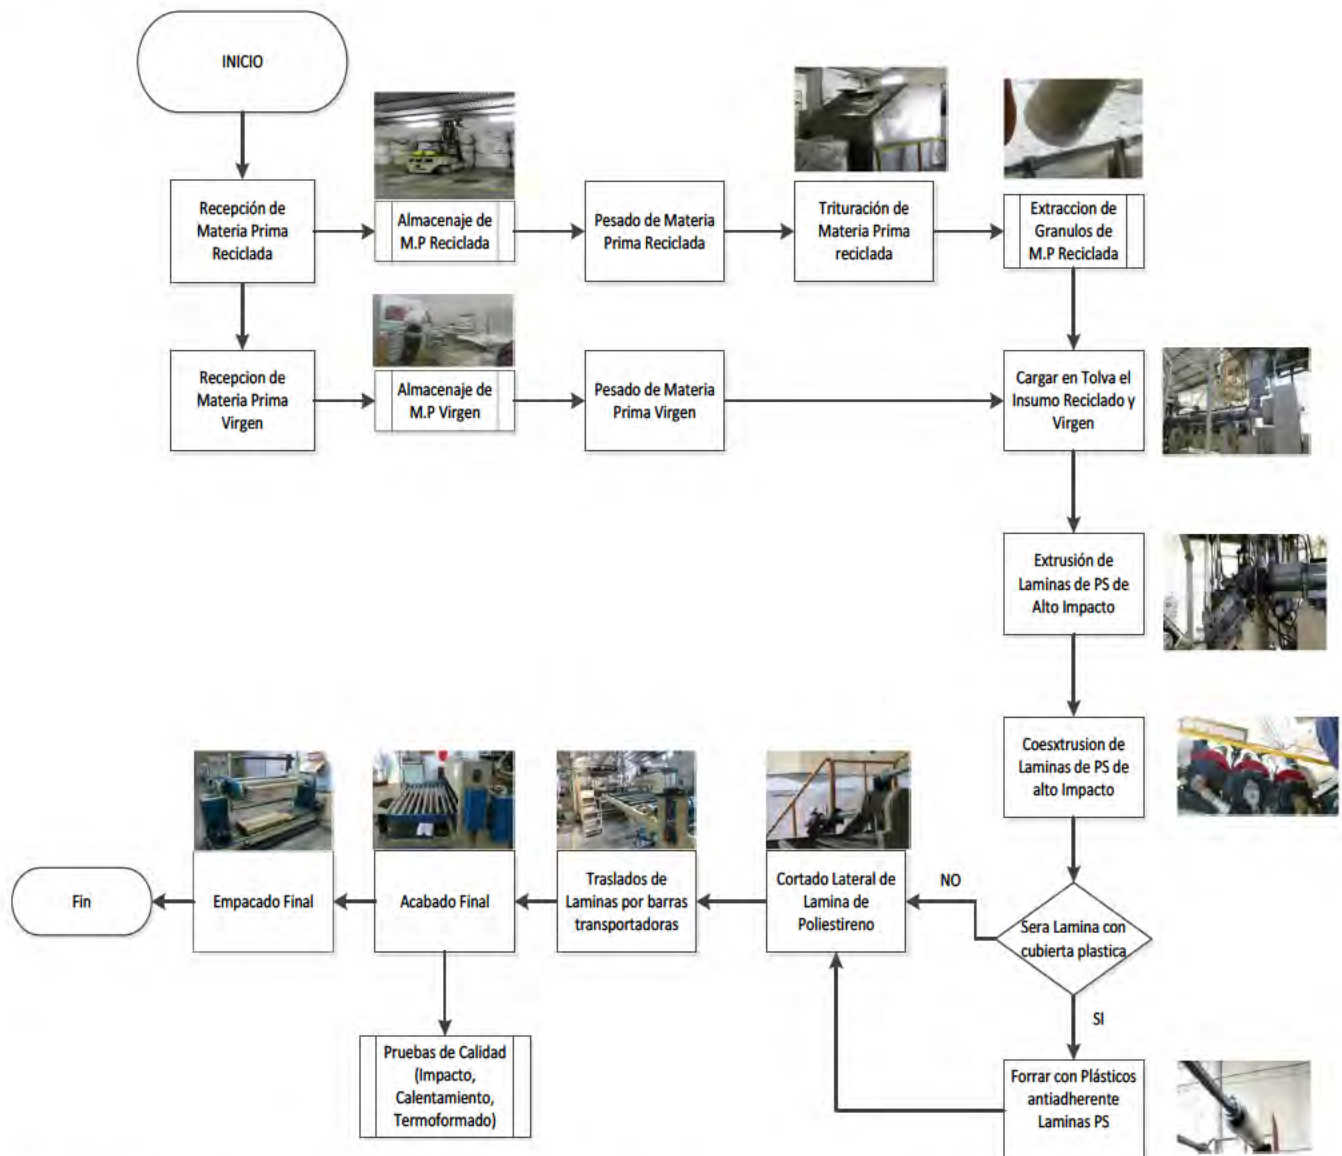 INICIO
Recepción de
Materia Prima
Reciclada
Almacenaje de
M.P Reciclada
Pesado de Materia
Prima Reciclada
Trituración de
Materia Prima
reciclada
Extraccion de
Granulos de
M.P Reciclada
Recepcion de
Materia Prima
Virgen
Almacenaje de
M.P Virgen
Pesado de Materia
Prima Virgen
Cargar en Tolva el
Insumo Reciclado y
Virgen
Extrusión de
Laminas de PS de
Alto Impacto
Coesxtrusion de
Laminas de PS de
alto Impacto
Sera Lamina con
cubierta plastica
NO
SI
Forrar con Plásticos
antiadherente
Laminas PS
Cortado Lateral de
Lamina de
Poliestireno
Traslados de
Laminas por barras
transportadoras
Acabado Final
Pruebas de Calidad
(Impacto,
Calentamiento,
Termoformado)
Empacado Final
Fin